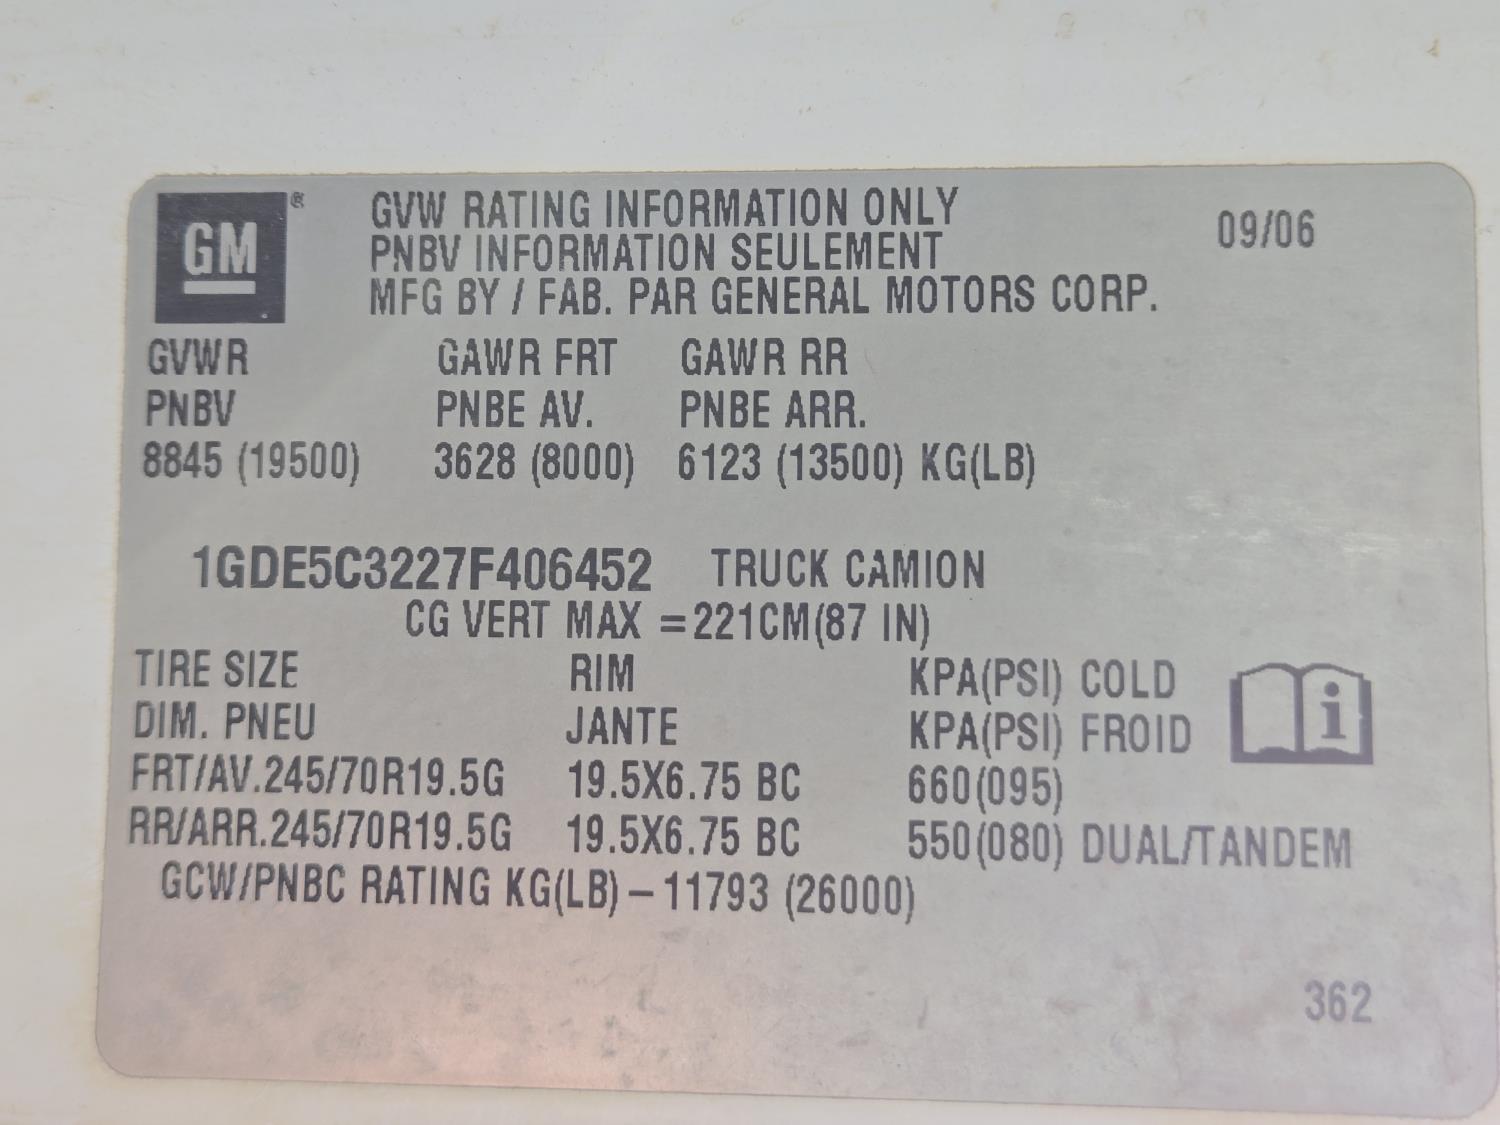 GM®
GVW RATING INFORMATION ONLY 09/06
PNBV INFORMATION SEULEMENT
MFG BY / FAB. PAR GENERAL MOTORS CORP.
GVWR GAWR FRT GAWR RR
PNBV PNBE AV. PNBE ARR.
8845 (19500) 3628 (8000) 6123 (13500) KG(LB)
1GDE5C3227F406452 TRUCK CAMION
CG VERT MAX =221CM(87 IN)
TIRE SIZE RIM KPA(PSI) COLD
DIM. PNEU JANTE KPA(PSI) FROID
FRT/AV.245/70R19.5G 19.5X6.75 BC 660(095)
RR/ARR.245/70R19.5G 19.5X6.75 BC 550(080) DUAL/TANDEM
GCW/PNBC RATING KG(LB)–11793 (26000)
362